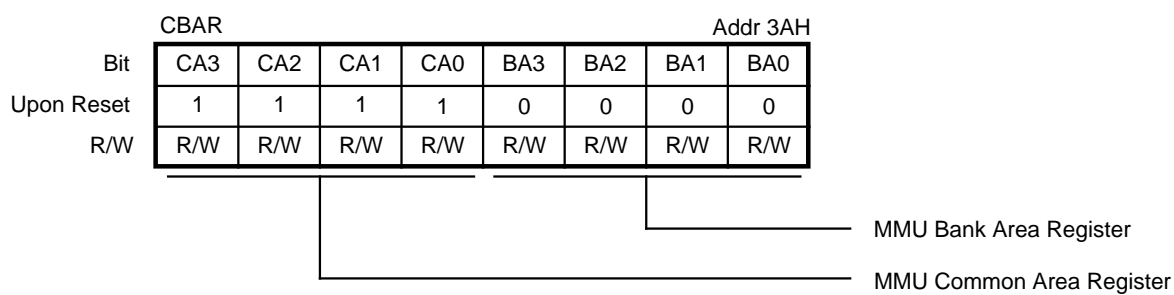 CBAR Addr 3AH
Bit CA3 CA2 CA1 CA0 BA3 BA2 BA1 BA0
Upon Reset 1 1 1 1 0 0 0 0
R/W R/W R/W R/W R/W R/W R/W R/W R/W
MMU Bank Area Register
MMU Common Area Register